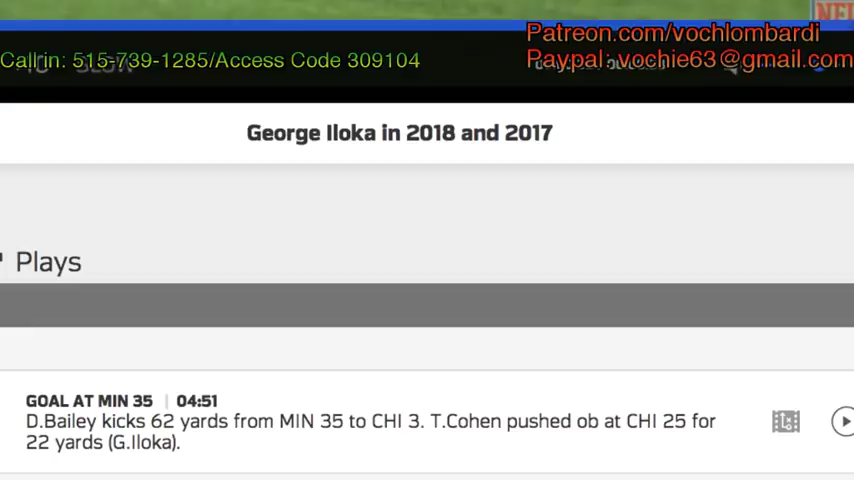 NFL
Patreon.com/vochlombardi
Call in: 515-739-1285/Access Code 309104
Paypal: vochie63@gmail.com
George Iloka in 2018 and 2017
Plays
GOAL AT MIN 35 | 04:51
D.Bailey kicks 62 yards from MIN 35 to CHI 3. T.Cohen pushed ob at CHI 25 for
22 yards (G.Iloka).